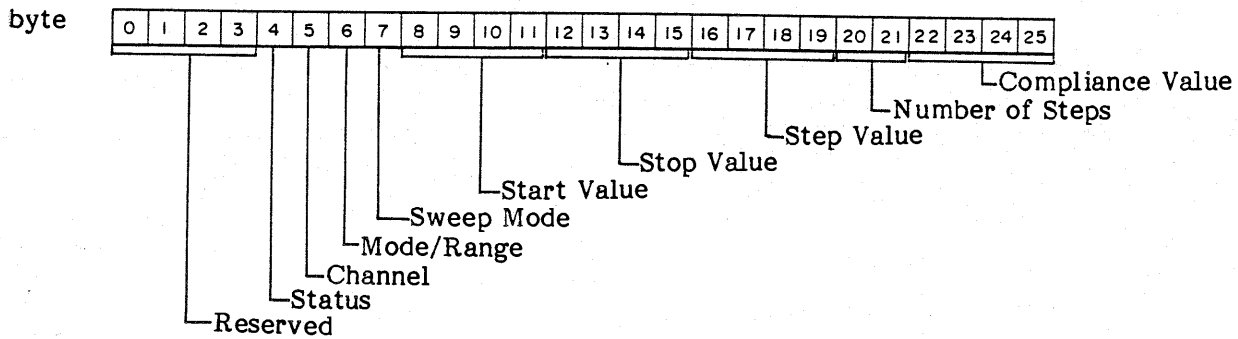 byte
0 1 2 3 4 5 6 7 8 9 10 11 12 13 14 15 16 17 18 19 20 21 22 23 24 25
Compliance Value
Number of Steps
Step Value
Stop Value
Start Value
Sweep Mode
Mode/Range
Channel
Status
Reserved